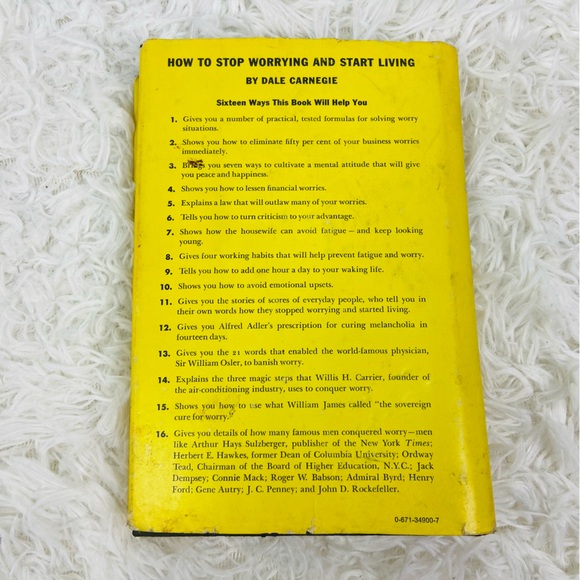 HOW TO STOP WORRYING AND START LIVING
BY DALE CARNEGIE
Sixteen Ways This Book Will Help You
1. Gives you a number of practical, tested formulas for solving worry
situations.
2. Shows you how to eliminate fifty per cent of your business worries
immediately.
3. Brings you seven ways to cultivate a mental attitude that will give
you peace and happiness.
4. Shows you how to lessen financial worries.
5. Explains a law that will outlaw many of your worries.
6. Tells you how to turn criticism to your advantage.
7. Shows how the housewife can avoid fatigue – and keep looking
young.
8. Gives four working habits that will help prevent fatigue and worry.
9. Tells you how to add one hour a day to your waking life.
10. Shows you how to avoid emotional upsets.
11. Gives you the stories of scores of everyday people, who tell you in
their own words how they stopped worrying and started living.
12. Gives you Alfred Adler's prescription for curing melancholia in
fourteen days.
13. Gives you the 21 words that enabled the world-famous physician,
Sir William Osler, to banish worry.
14. Explains the three magic steps that Willis H. Carrier, founder of
the air-conditioning industry, uses to conquer worry.
15. Shows you how to use what William James called "the sovereign
cure for worry."
16. Gives you details of how many famous men conquered worry—men
like Arthur Hays Sulzberger, publisher of the New York Times;
Herbert E. Hawkes, former Dean of Columbia University; Ordway
Tead, Chairman of the Board of Higher Education, N.Y.C.; Jack
Dempsey; Connie Mack; Roger W. Babson; Admiral Byrd; Henry
Ford; Gene Autry; J. C. Penney; and John D. Rockefeller.
0-671-34900-7